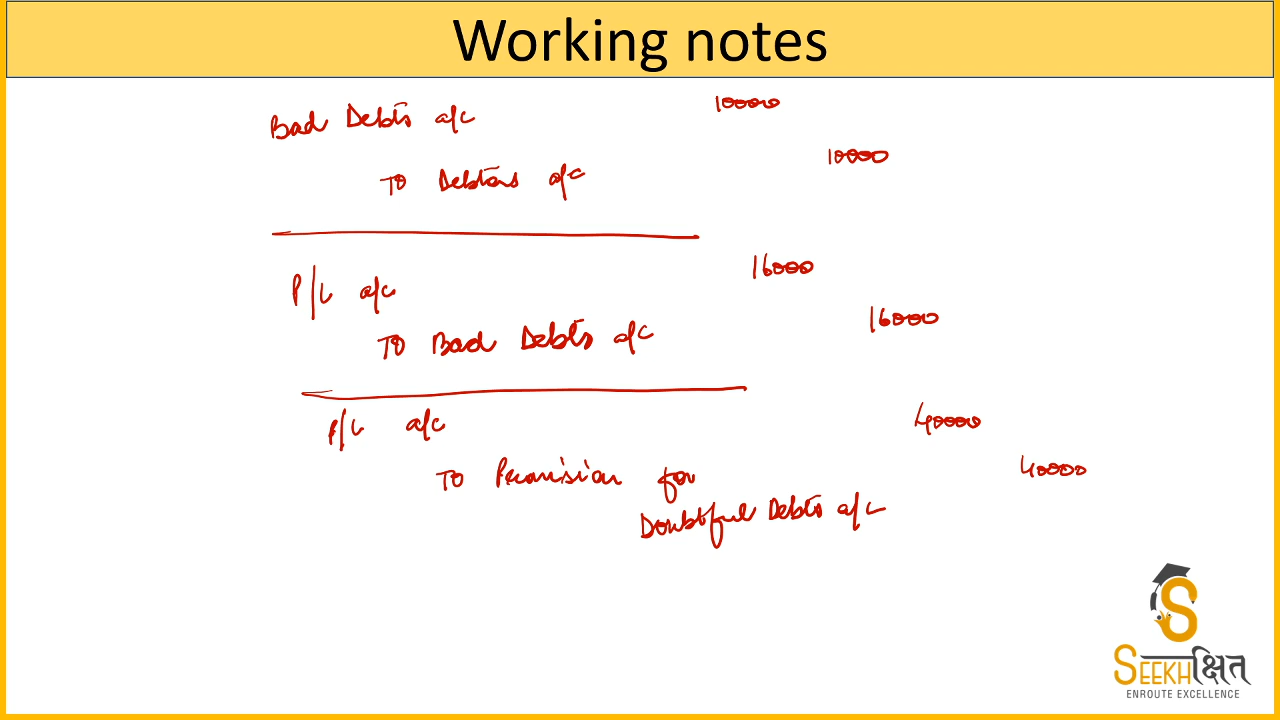 Working notes
Bad Debts a/c 10000
To Debtors a/c 10000
P/L a/c 16000
To Bad Debts a/c 16000
P/L a/c 40000
To Provision for 40000
Doubtful Debts a/c
SEEKHक्षित
ENROUTE EXCELLENCE